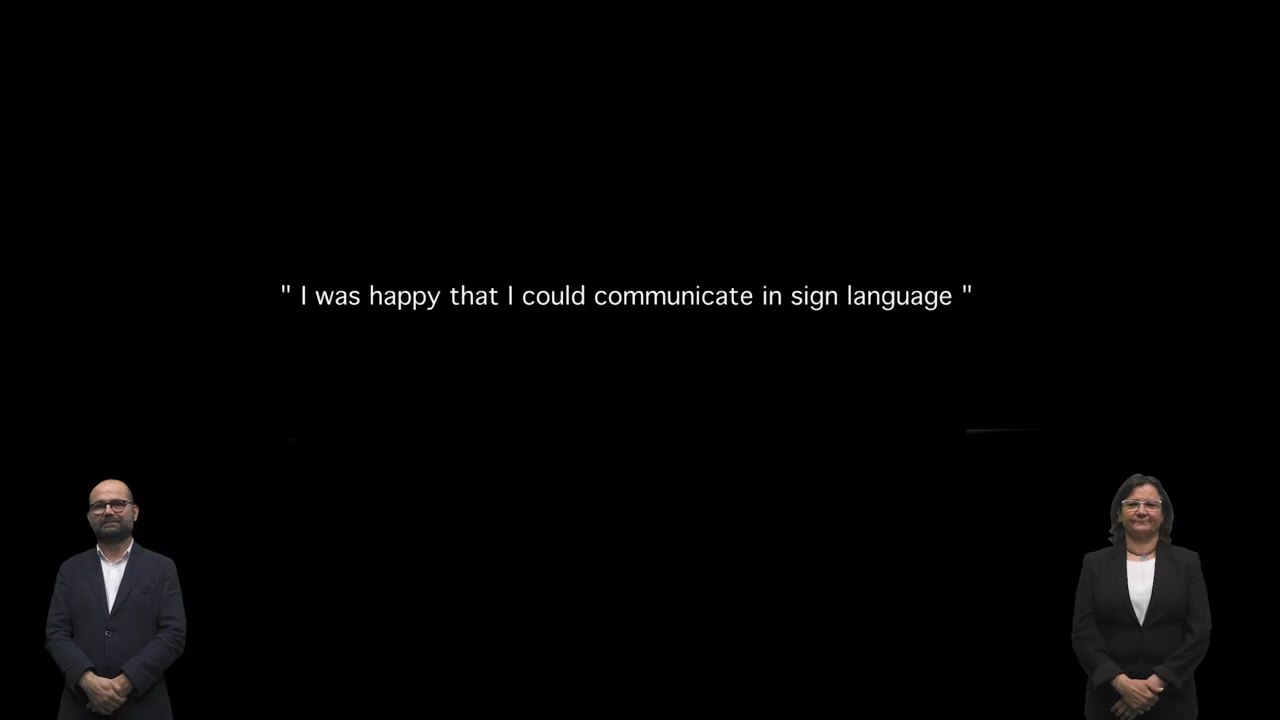 " I was happy that I could communicate in sign language "